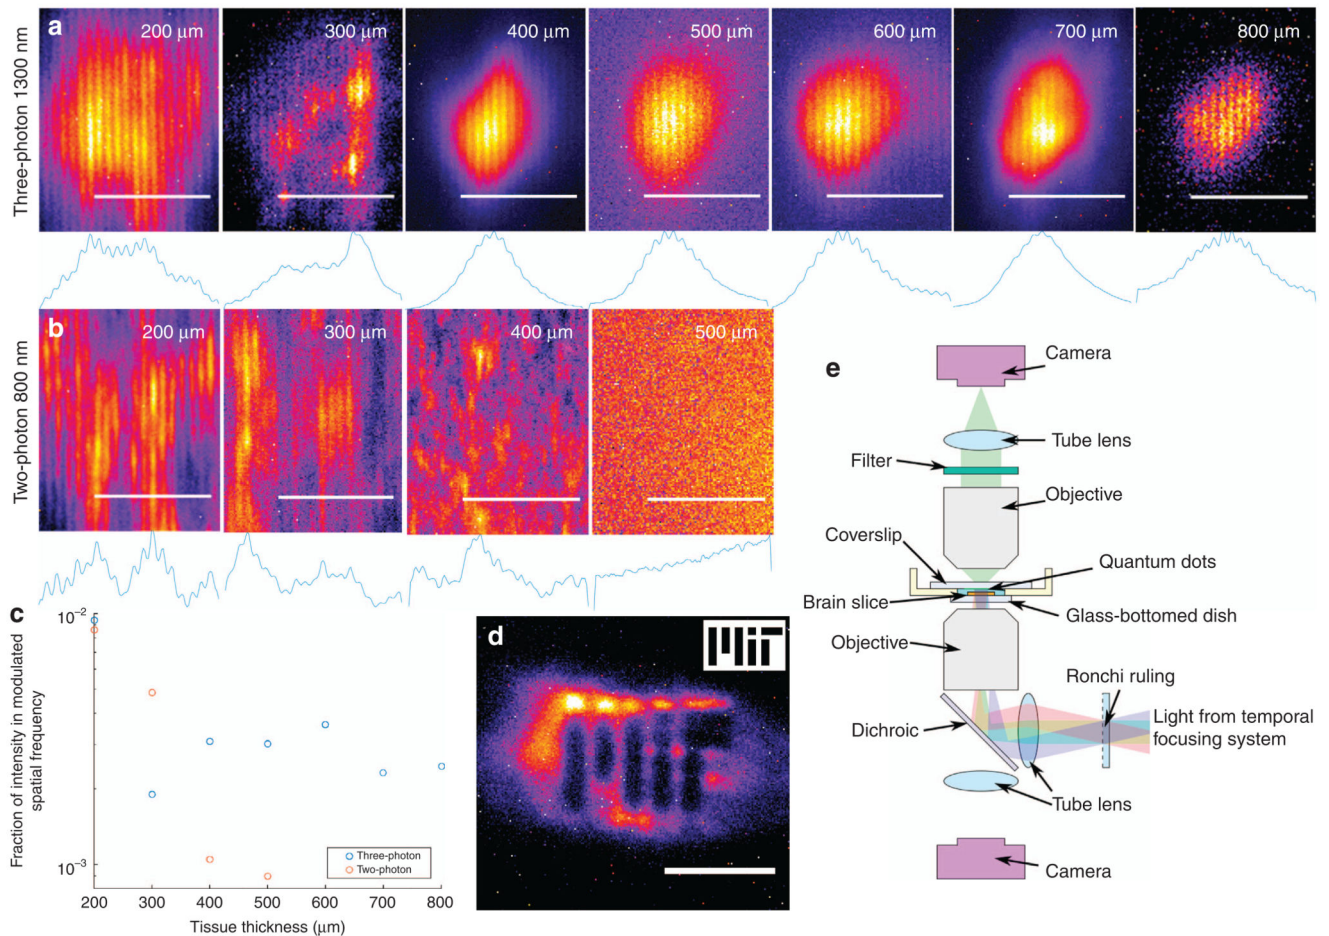 a
200 μm
300 μm
400 μm
500 μm
600 μm
700 μm
800 μm
Three-photon 1300 nm
b
200 μm
300 μm
400 μm
500 μm
Two-photon 800 nm
c
10⁻²
10⁻³
Fraction of intensity in modulated
spatial frequency
Three-photon
Two-photon
200
300
400
500
600
700
800
Tissue thickness (μm)
d
MIT
e
Camera
Tube lens
Filter
Objective
Coverslip
Quantum dots
Brain slice
Glass-bottomed dish
Objective
Ronchi ruling
Dichroic
Light from temporal
focusing system
Tube lens
Camera